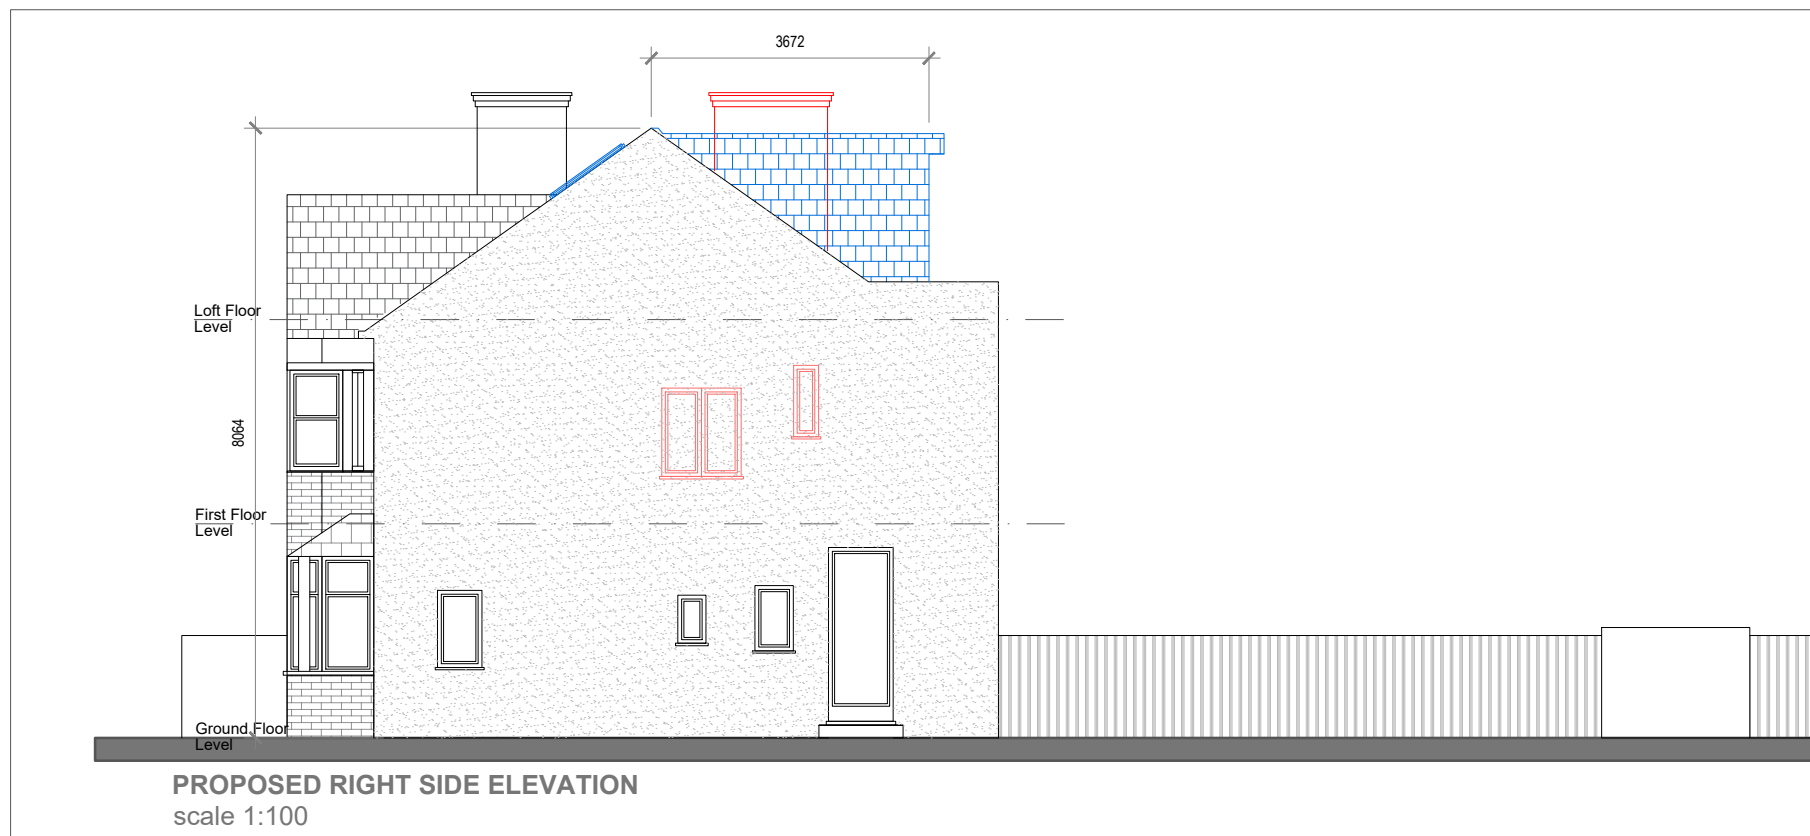 3672
Loft Floor
Level
8064
First Floor
Level
Ground Floor
Level
PROPOSED RIGHT SIDE ELEVATION
scale 1:100